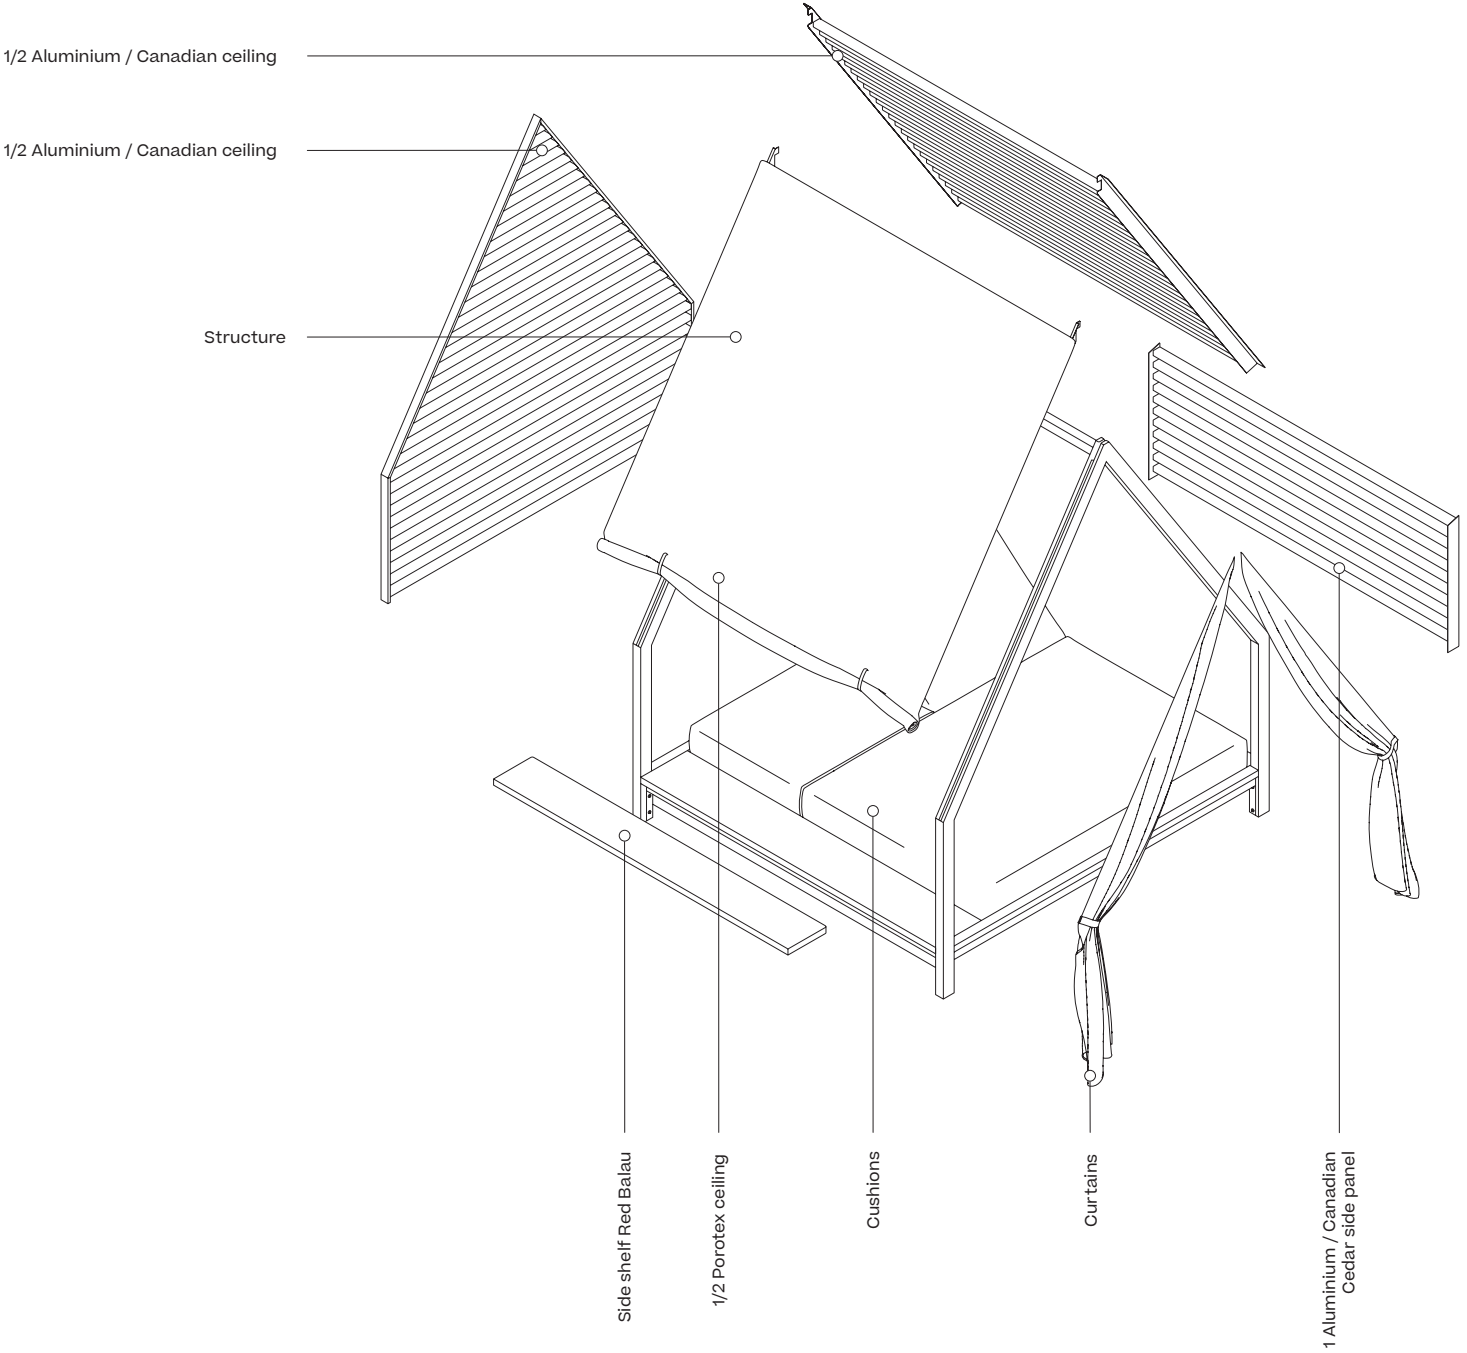 1/2 Aluminium / Canadian ceiling
1/2 Aluminium / Canadian ceiling
Structure
Side shelf Red Balau
1/2 Porotex ceiling
Cushions
Curtains
1 Aluminium / Canadian
Cedar side panel